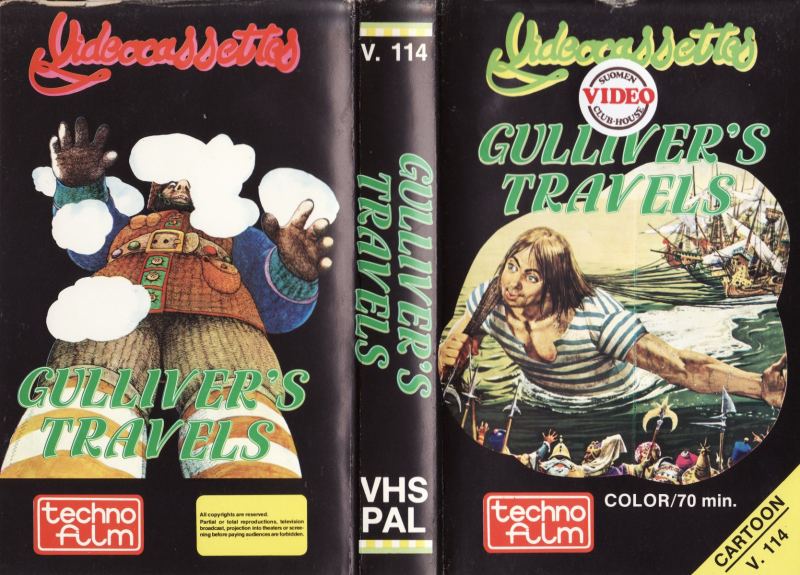 Videocassettes
GULLIVER'S
TRAVELS
techno
film
All copyrights are reserved.
Partial or total reproductions, television
broadcast, projection into theaters or scree-
ning before paying audiences are forbidden.
V. 114
GULLIVER'S
TRAVELS
VHS
PAL
Videocassettes
SUOMEN
VIDEO
CLUB-HOUSE
GULLIVER'S
TRAVELS
techno
film
COLOR/70 min.
CARTOON
V. 114